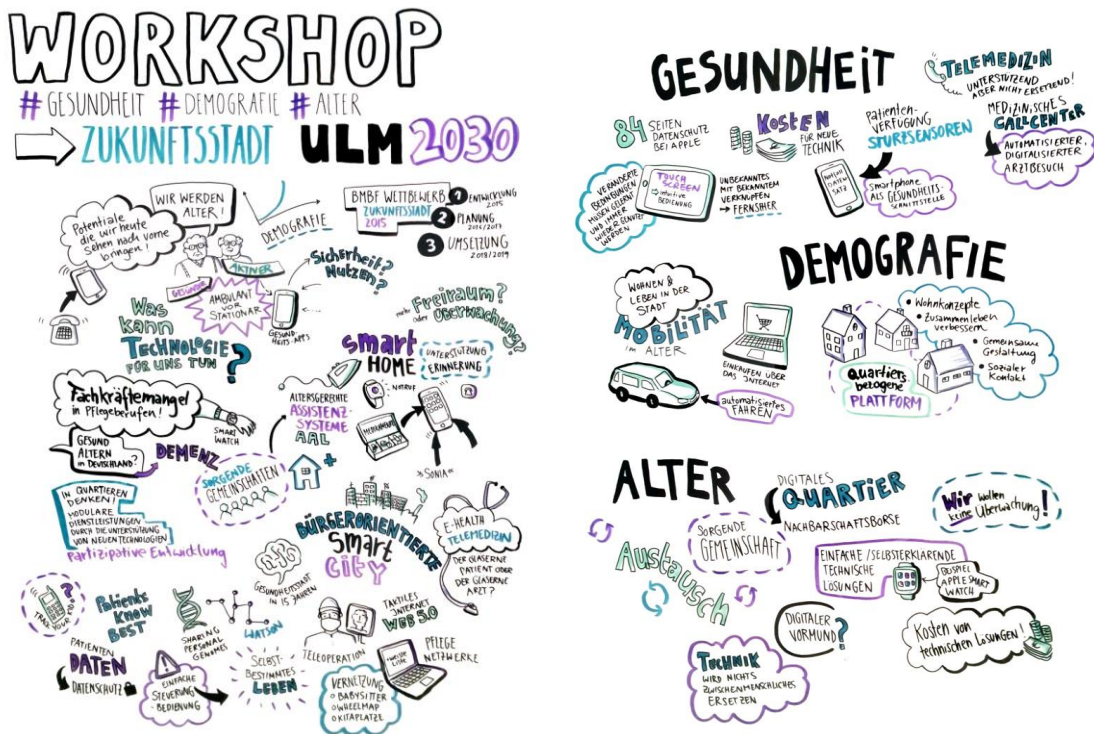 WORKSHOP
# GESUNDHEIT # DEMOGRAFIE # ALTER
ZUKUNFTSSTADT ULM 2030
Potentiale
die wir heute
sehen nach vorne
bringen!
WIR WERDEN
ÄLTER!
DEMOGRAFIE
BMBF WETTBEWERB
ZUKUNFTSSTADT
2015
1 ENTWICKLUNG
2015
2 PLANUNG
2016/2017
3 UMSETZUNG
2018/2019
AKTIVER
GESÜNDER
AMBULANT
VOR
STATIONÄR
GESUND-
HEITS-APPS
Sicherheit?
Nutzen?
mehr Freiraum?
oder Überwachung?
Was
kann
TECHNOLOGIE
FÜR UNS TUN?
smart
HOME
UNTERSTÜTZUNG
ERINNERUNG
Fachkräftemangel
in Pflegeberufen!
SMART
WATCH
ALTERSGERECHTE
ASSISTENZ-
SYSTEME
AAL
NOTRUF
MEDIKAMENTE
»SONIA«
GESUND
ALTERN
in DEUTSCHLAND?
DEMENZ
SORGENDE
GEMEINSCHAFTEN
IN QUARTIEREN
DENKEN!
MODULARE
DIENSTLEISTUNGEN
DURCH DIE UNTERSTÜTZUNG
VON NEUEN TECHNOLOGIEN
Partizipative Entwicklung
BÜRGERORIENTIERTE
Smart
City
E-HEALTH
TELEMEDIZIN
DER GLÄSERNE
PATIENT ODER
DER GLÄSERNE
ARZT?
GESUNDHEITSSTADT
IN 15 JAHREN
TRACK YOUR
Patients
KNOW
BEST
SHARING
PERSONAL
GENOMES
WATSON
TELEOPERATION
TAKTILES
INTERNET
WEB 5.0
PATIENTEN
DATEN
DATENSCHUTZ
EINFACHE
STEUERUNG
-BEDIENUNG
SELBST-
BESTIMMTES
LEBEN
VERNETZUNG
BABYSITTER
WHEELMAP
KITAPLÄTZE
PFLEGE
NETZWERKE
GESUNDHEIT
TELEMEDIZIN
UNTERSTÜTZEND
ABER NICHT ERSETZEND!
84 SEITEN
DATENSCHUTZ
BEI APPLE
KOSTEN
FÜR NEUE
TECHNIK
PATIENTEN-
VERFÜGUNG
STURZSENSOREN
MEDIZINISCHES
CALLCENTER
AUTOMATISIERTER,
DIGITALISIERTER
ARZTBESUCH
VERÄNDERTE
BEDINGUNGEN
MÜSSEN GELERNT
UND IMMER
WIEDER GENUTZT
WERDEN
TOUCH
SCREEN
intuitive
BEDIENUNG
UNBEKANNTES
MIT BEKANNTEM
VERKNÜPFEN
→ FERNSEHER
NOTFALL
DATEN
SATZ
Smartphone
ALS GESUNDHEITS-
SCHNITTSTELLE
DEMOGRAFIE
WOHNEN &
LEBEN IN DER
STADT
MOBILITÄT
IM ALTER
EINKAUFEN ÜBER
DAS INTERNET
automatisiertes
FAHREN
Wohnkonzepte
Zusammenleben
verbessern
Gemeinsame
Gestaltung
Sozialer
Kontakt
Quartiers
bezogene
PLATTFORM
ALTER
DIGITALES
QUARTIER
NACHBARSCHAFTSBÖRSE
Wir wollen
keine Überwachung!
SORGENDE
GEMEINSCHAFT
Austausch
EINFACHE/SELBSTERKLÄRENDE
TECHNISCHE
LÖSUNGEN
BEISPIEL
APPLE SMART
WATCH
DIGITALER
VORMUND?
Kosten von
technischen LÖSUNGEN!
TECHNIK
WIRD NICHTS
ZWISCHENMENSCHLICHES
ERSETZEN